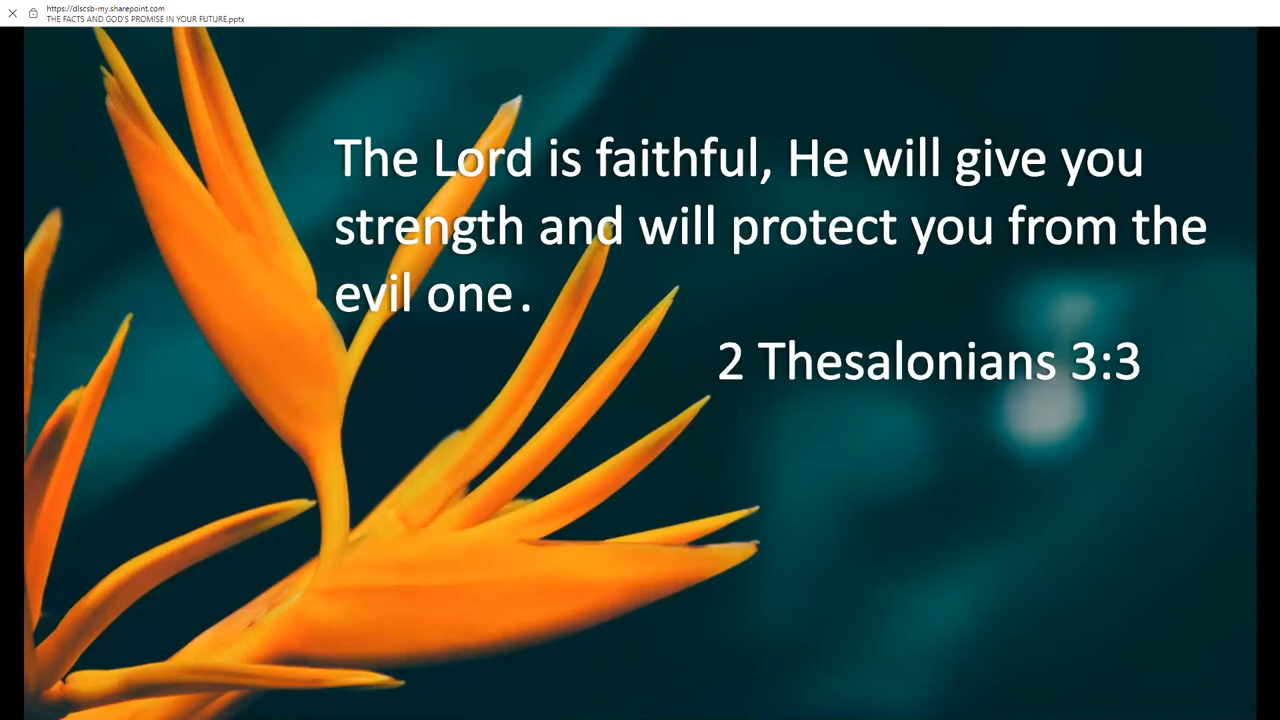 https://dlscsb-my.sharepoint.com
THE FACTS AND GOD'S PROMISE IN YOUR FUTURE.pptx
The Lord is faithful, He will give you
strength and will protect you from the
evil one .
2 Thesalonians 3:3